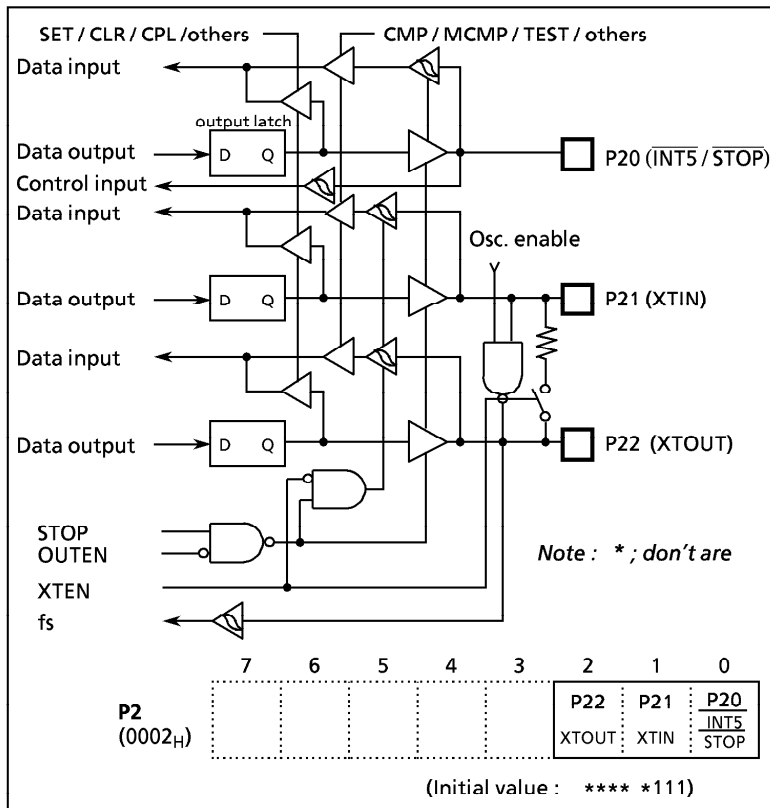 SET / CLR / CPL /others CMP / MCMP / TEST / others
Data input
output latch
Data output D Q P20 (INT5 / STOP)
Control input
Data input
Osc. enable
Data output D Q P21 (XTIN)
Data input
Data output D Q P22 (XTOUT)
STOP
OUTEN
Note : * ; don't are
XTEN
fs
7 6 5 4 3 2 1 0
P2 (0002H)
P22 XTOUT
P21 XTIN
P20 INT5 STOP
(Initial value : **** *111)